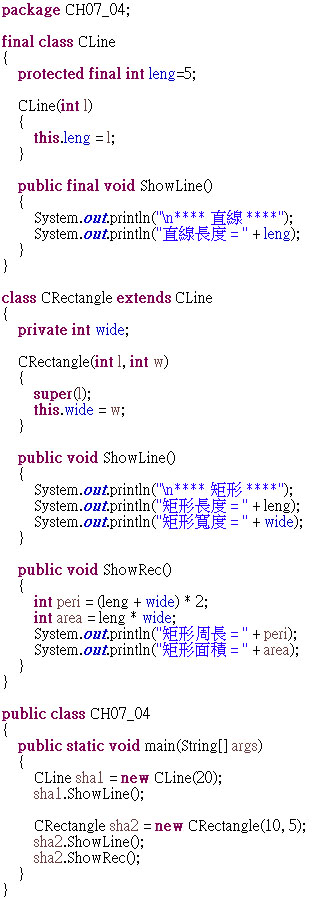 package CH07_04;
final class CLine
{
protected final int leng=5;
CLine(int l)
{
this.leng = l;
}
public final void ShowLine()
{
System.out.println("\n**** 直線 ****");
System.out.println("直線長度 = " + leng);
}
}
class CRectangle extends CLine
{
private int wide;
CRectangle(int l, int w)
{
super(l);
this.wide = w;
}
public void ShowLine()
{
System.out.println("\n**** 矩形 ****");
System.out.println("矩形長度 = " + leng);
System.out.println("矩形寬度 = " + wide);
}
public void ShowRec()
{
int peri = (leng + wide) * 2;
int area = leng * wide;
System.out.println("矩形周長 = " + peri);
System.out.println("矩形面積 = " + area);
}
}
public class CH07_04
{
public static void main(String[] args)
{
CLine sha1 = new CLine(20);
sha1.ShowLine();
CRectangle sha2 = new CRectangle(10, 5);
sha2.ShowLine();
sha2.ShowRec();
}
}